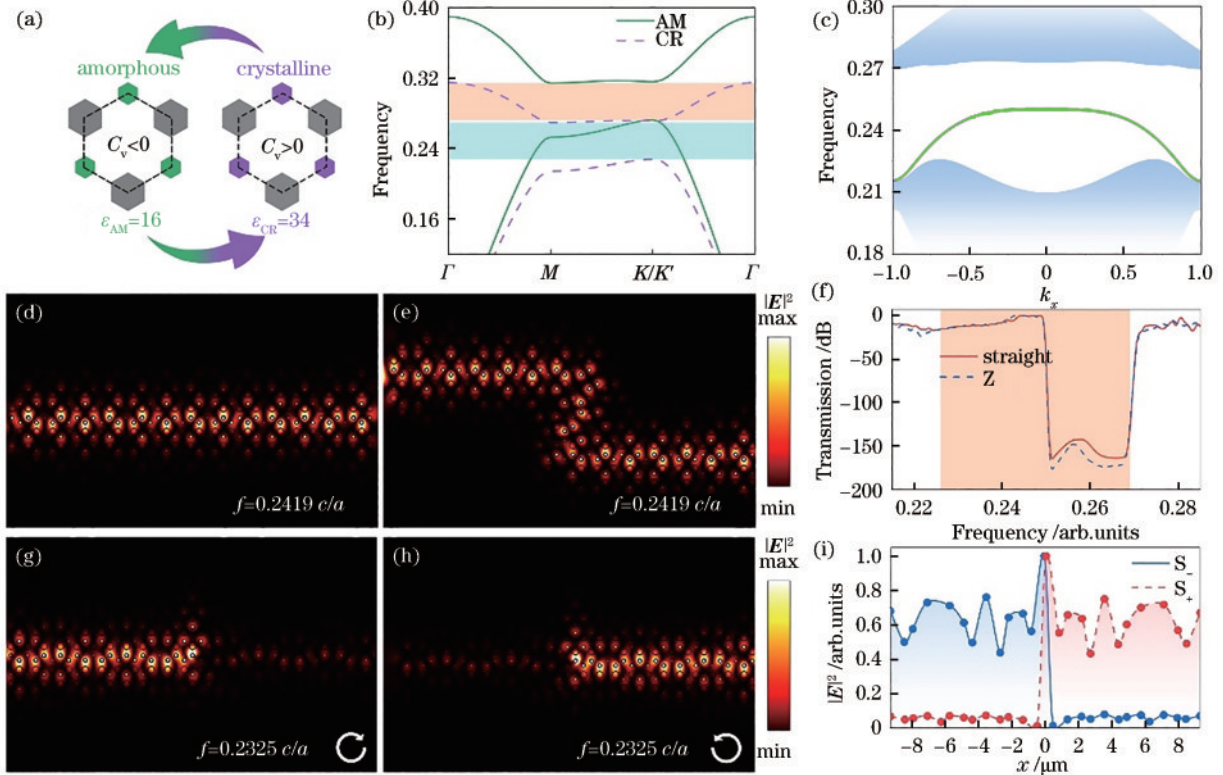 (a)
amorphous
crystalline
C_v<0
C_v>0
ε_AM=16
ε_CR=34
(b)
0.40
0.32
0.24
0.16
Frequency
AM
CR
Γ
M
K/K′
Γ
(c)
0.30
0.27
0.24
0.21
0.18
Frequency
−1.0
−0.5
0
0.5
1.0
k_x
(d)
f=0.2419 c/a
(e)
f=0.2419 c/a
|E|²
max
min
(f)
0
−50
−100
−150
−200
Transmission /dB
straight
Z
0.22
0.24
0.26
0.28
Frequency /arb.units
(g)
f=0.2325 c/a
(h)
f=0.2325 c/a
|E|²
max
min
(i)
1.0
0.8
0.6
0.4
0.2
0
|E|² /arb.units
S_−
S_+
−8
−6
−4
−2
0
2
4
6
8
x /μm